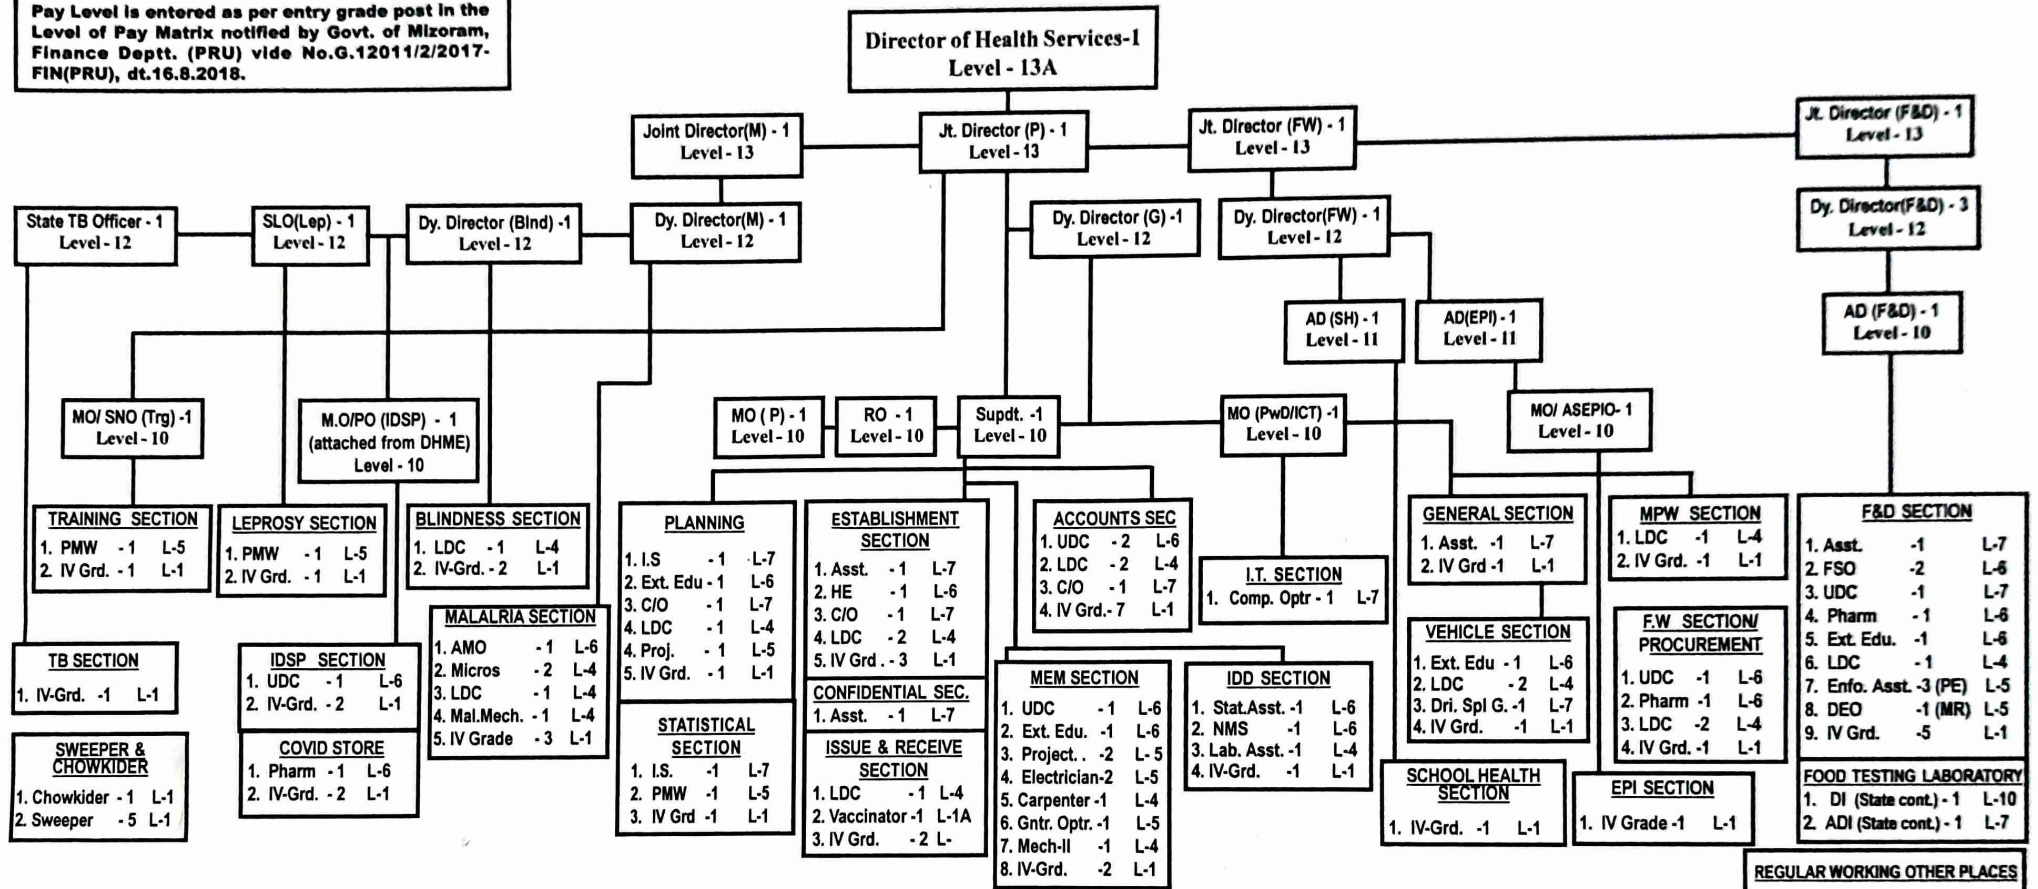 Pay Level is entered as per entry grade post in the
Level of Pay Matrix notified by Govt. of Mizoram,
Finance Deptt. (PRU) vide No.G.12011/2/2017-
FIN(PRU), dt.16.8.2018.
Director of Health Services-1
Level - 13A
Joint Director(M) - 1
Level - 13
Jt. Director (P) - 1
Level - 13
Jt. Director (FW) - 1
Level - 13
Jt. Director (F&D) - 1
Level - 13
State TB Officer - 1
Level - 12
SLO(Lep) - 1
Level - 12
Dy. Director (Blnd) -1
Level - 12
Dy. Director(M) - 1
Level - 12
Dy. Director (G) -1
Level - 12
Dy. Director(FW) - 1
Level - 12
Dy. Director(F&D) - 3
Level - 12
AD (SH) - 1
Level - 11
AD(EPI) - 1
Level - 11
AD (F&D) - 1
Level - 10
MO/ SNO (Trg) -1
Level - 10
M.O/PO (IDSP) - 1
(attached from DHME)
Level - 10
MO ( P) - 1
Level - 10
RO - 1
Level - 10
Supdt. -1
Level - 10
MO (PwD/ICT) -1
Level - 10
MO/ ASEPIO- 1
Level - 10
TRAINING SECTION
1. PMW - 1 L-5
2. IV Grd. - 1 L-1
LEPROSY SECTION
1. PMW - 1 L-5
2. IV Grd. - 1 L-1
BLINDNESS SECTION
1. LDC - 1 L-4
2. IV-Grd. - 2 L-1
MALALRIA SECTION
1. AMO - 1 L-6
2. Micros - 2 L-4
3. LDC - 1 L-4
4. Mal.Mech. - 1 L-4
5. IV Grade - 3 L-1
TB SECTION
1. IV-Grd. -1 L-1
SWEEPER &
CHOWKIDER
1. Chowkider - 1 L-1
2. Sweeper - 5 L-1
IDSP SECTION
1. UDC - 1 L-6
2. IV-Grd. - 2 L-1
COVID STORE
1. Pharm - 1 L-6
2. IV-Grd. - 2 L-1
PLANNING
1. I.S - 1 L-7
2. Ext. Edu - 1 L-6
3. C/O - 1 L-7
4. LDC - 1 L-4
4. Proj. - 1 L-5
5. IV Grd. - 1 L-1
STATISTICAL
SECTION
1. I.S. -1 L-7
2. PMW -1 L-5
3. IV Grd -1 L-1
ESTABLISHMENT
SECTION
1. Asst. - 1 L-7
2. HE - 1 L-6
3. C/O - 1 L-7
4. LDC - 2 L-4
5. IV Grd . - 3 L-1
CONFIDENTIAL SEC.
1. Asst. - 1 L-7
ISSUE & RECEIVE
SECTION
1. LDC - 1 L-4
2. Vaccinator -1 L-1A
3. IV Grd. - 2 L-
ACCOUNTS SEC
1. UDC - 2 L-6
2. LDC - 2 L-4
3. C/O - 1 L-7
4. IV Grd.- 7 L-1
MEM SECTION
1. UDC - 1 L-6
2. Ext. Edu. -1 L-6
3. Project. . -2 L- 5
4. Electrician-2 L-5
5. Carpenter -1 L-4
6. Gntr. Optr. -1 L-5
7. Mech-II -1 L-4
8. IV-Grd. -2 L-1
IDD SECTION
1. Stat.Asst. -1 L-6
2. NMS -1 L-6
3. Lab. Asst. -1 L-4
4. IV-Grd. -1 L-1
I.T. SECTION
1. Comp. Optr - 1 L-7
GENERAL SECTION
1. Asst. -1 L-7
2. IV Grd -1 L-1
VEHICLE SECTION
1. Ext. Edu - 1 L-6
2. LDC - 2 L-4
3. Dri. Spl G. -1 L-7
4. IV Grd. -1 L-1
MPW SECTION
1. LDC -1 L-4
2. IV Grd. -1 L-1
F.W SECTION/
PROCUREMENT
1. UDC -1 L-6
2. Pharm -1 L-6
3. LDC -2 L-4
4. IV Grd. -1 L-1
SCHOOL HEALTH
SECTION
1. IV-Grd. -1 L-1
EPI SECTION
1. IV Grade -1 L-1
F&D SECTION
1. Asst. -1 L-7
2. FSO -2 L-6
3. UDC -1 L-7
4. Pharm - 1 L-6
5. Ext. Edu. -1 L-6
6. LDC - 1 L-4
7. Enfo. Asst. -3 (PE) L-5
8. DEO -1 (MR) L-5
9. IV Grd. -5 L-1
FOOD TESTING LABORATORY
1. DI (State cont.) - 1 L-10
2. ADI (State cont.) - 1 L-7
REGULAR WORKING OTHER PLACES